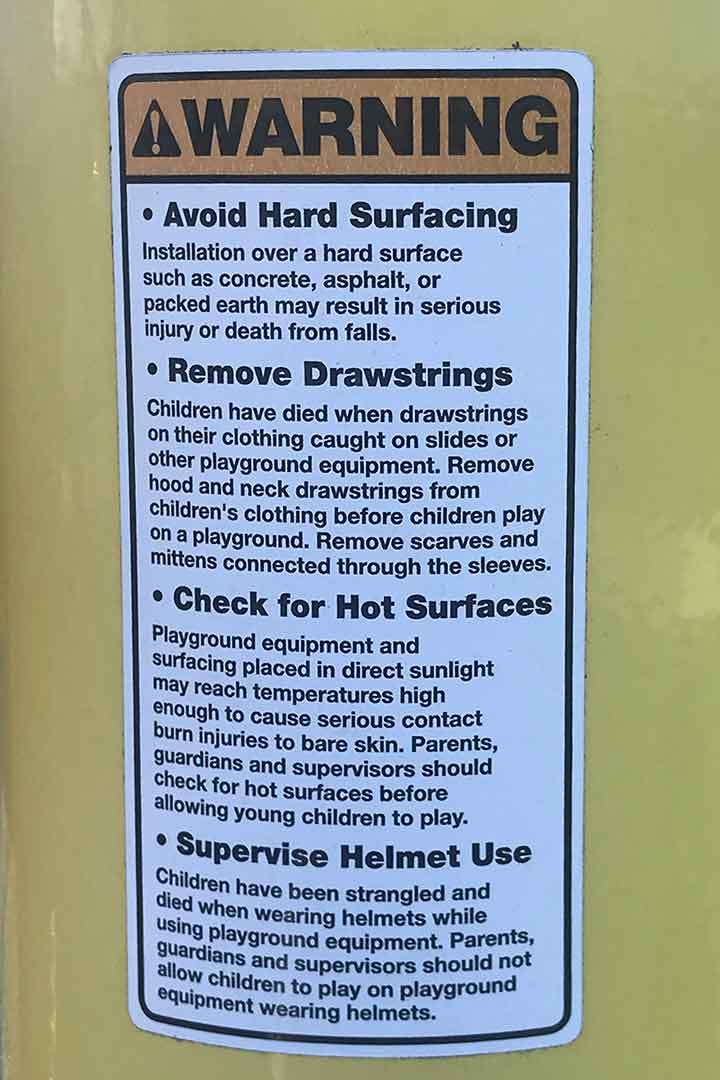 ⚠WARNING
• Avoid Hard Surfacing
Installation over a hard surface
such as concrete, asphalt, or
packed earth may result in serious
injury or death from falls.
• Remove Drawstrings
Children have died when drawstrings
on their clothing caught on slides or
other playground equipment. Remove
hood and neck drawstrings from
children's clothing before children play
on a playground. Remove scarves and
mittens connected through the sleeves.
• Check for Hot Surfaces
Playground equipment and
surfacing placed in direct sunlight
may reach temperatures high
enough to cause serious contact
burn injuries to bare skin. Parents,
guardians and supervisors should
check for hot surfaces before
allowing young children to play.
• Supervise Helmet Use
Children have been strangled and
died when wearing helmets while
using playground equipment. Parents,
guardians and supervisors should not
allow children to play on playground
equipment wearing helmets.